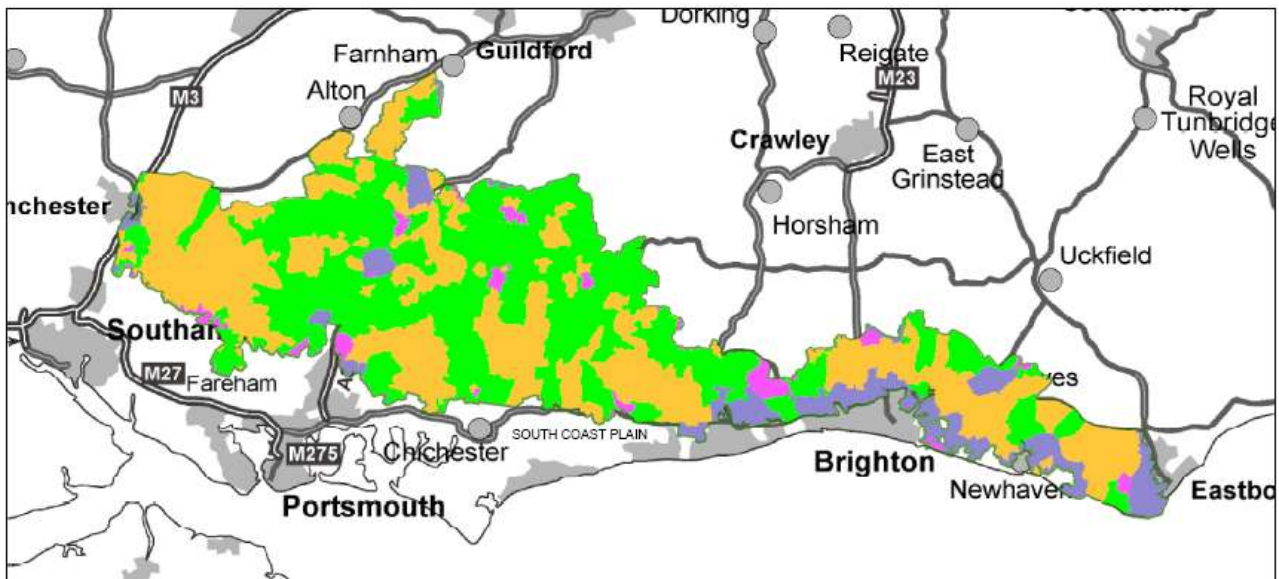 Dorking
Farnham
Guildford
Reigate
M23
M3
Alton
Royal
Tunbridge
Wells
Crawley
East
Grinstead
nchester
Horsham
Uckfield
Southam
M27
Fareham
ves
A
SOUTH COAST PLAIN
Chichester
M275
Brighton
Newhaven
Eastbo
Portsmouth